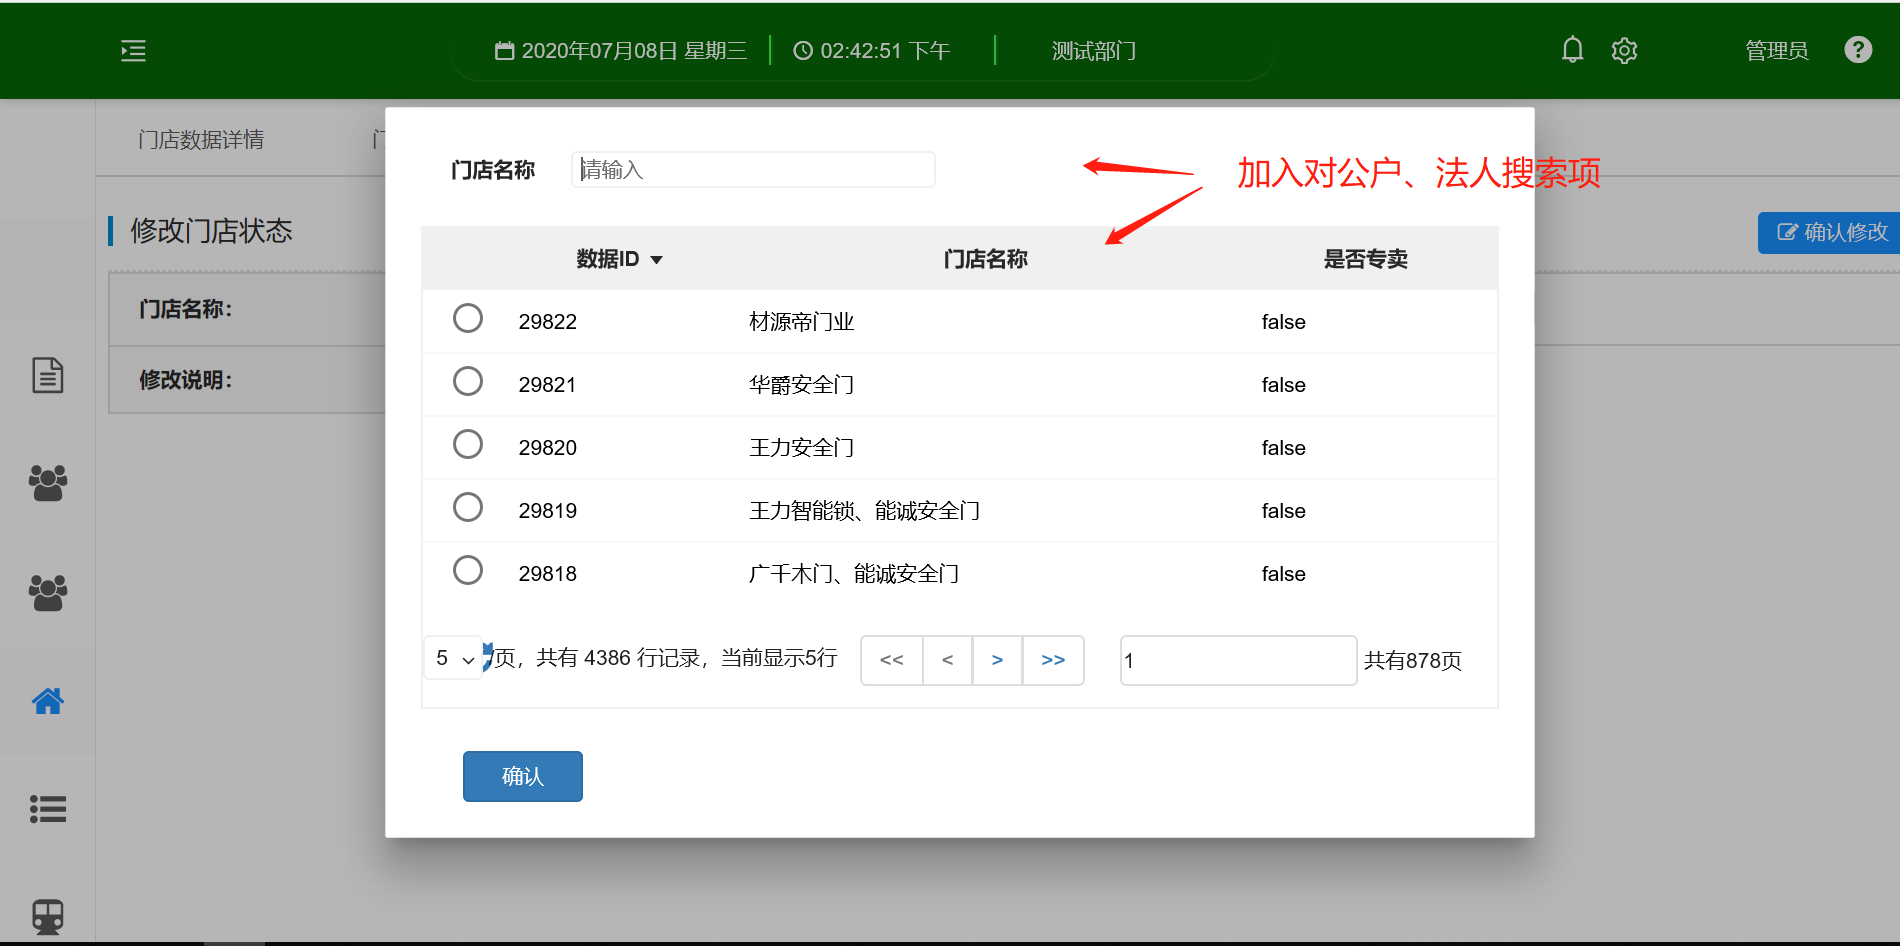 2020年07月08日 星期三 02:42:51 下午 测试部门 管理员
门店数据详情
门店名称 请输入 加入对公户、法人搜索项
修改门店状态 确认修改
数据ID 门店名称 是否专卖
门店名称：
29822 材源帝门业 false
修改说明：
29821 华爵安全门 false
29820 王力安全门 false
29819 王力智能锁、能诚安全门 false
29818 广千木门、能诚安全门 false
5 /页，共有 4386 行记录，当前显示5行 << < > >> 1 共有878页
确认